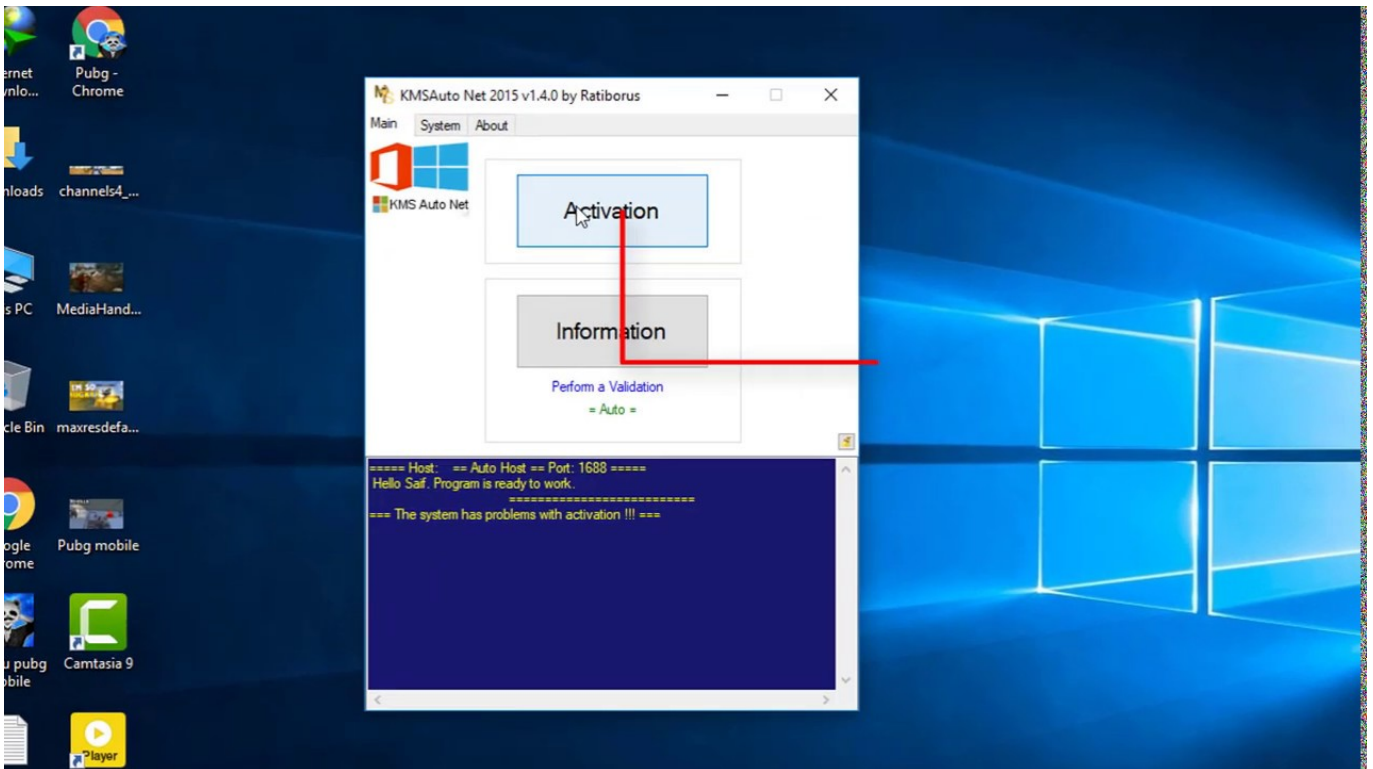 ernet
wnlo...
Pubg -
Chrome
nloads
channels4_...
s PC
MediaHand...
cle Bin
maxresdefa...
ogle
rome
Pubg mobile
u pubg
obile
Camtasia 9
Player
KMSAuto Net 2015 v1.4.0 by Ratiborus
Main System About
KMS Auto Net
Activation
Information
Perform a Validation
= Auto =
===== Host: == Auto Host == Port: 1688 =====
Hello Saif. Program is ready to work.
==========================
=== The system has problems with activation !!! ===